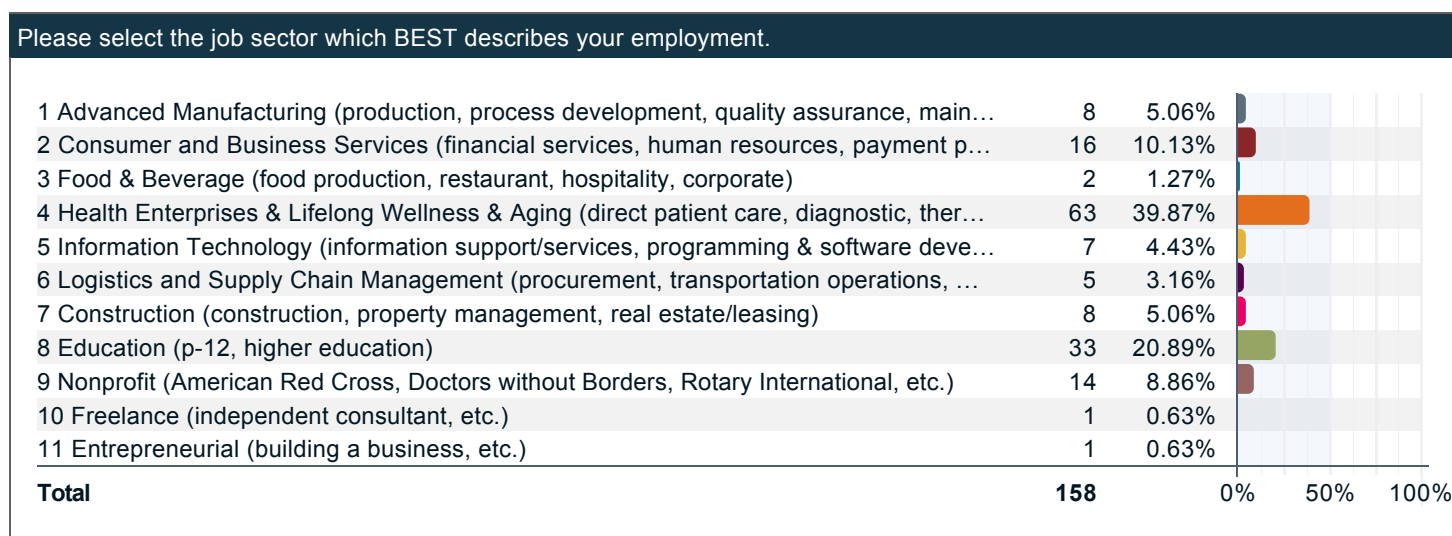 Please select the job sector which BEST describes your employment.
1 Advanced Manufacturing (production, process development, quality assurance, main… 8 5.06%
2 Consumer and Business Services (financial services, human resources, payment p… 16 10.13%
3 Food & Beverage (food production, restaurant, hospitality, corporate) 2 1.27%
4 Health Enterprises & Lifelong Wellness & Aging (direct patient care, diagnostic, ther… 63 39.87%
5 Information Technology (information support/services, programming & software deve… 7 4.43%
6 Logistics and Supply Chain Management (procurement, transportation operations, … 5 3.16%
7 Construction (construction, property management, real estate/leasing) 8 5.06%
8 Education (p-12, higher education) 33 20.89%
9 Nonprofit (American Red Cross, Doctors without Borders, Rotary International, etc.) 14 8.86%
10 Freelance (independent consultant, etc.) 1 0.63%
11 Entrepreneurial (building a business, etc.) 1 0.63%
Total 158 0% 50% 100%